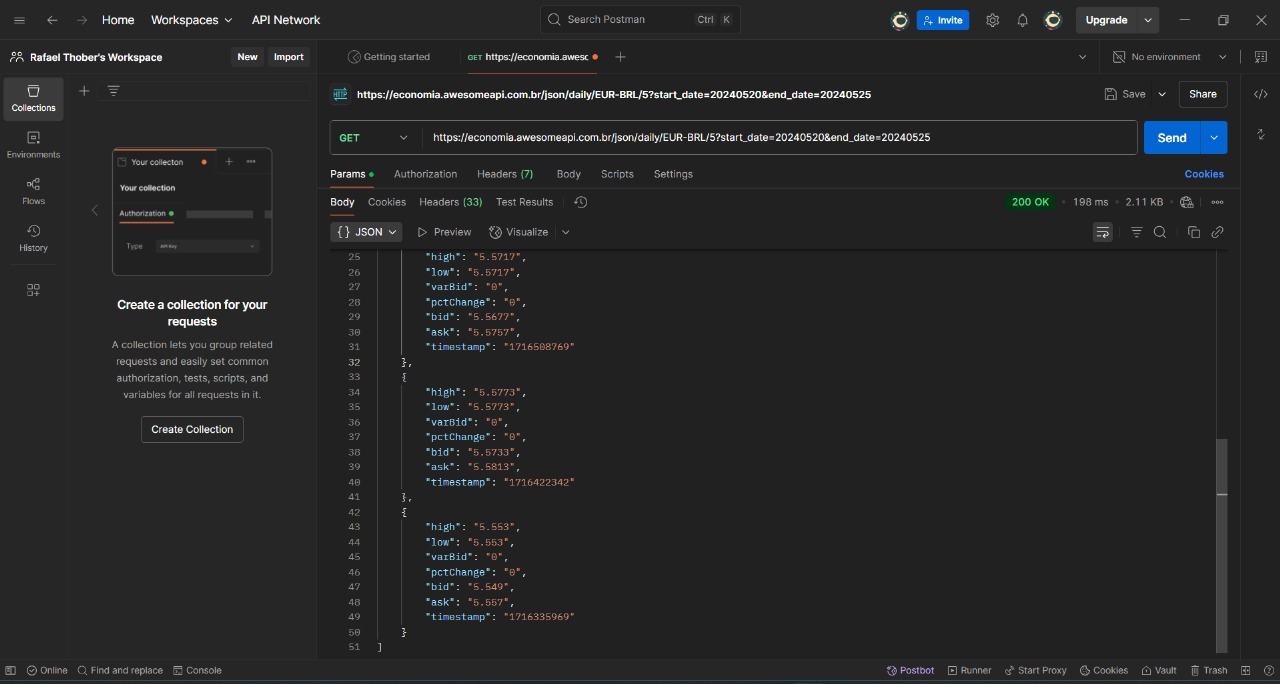 Home Workspaces API Network Search Postman Ctrl K Invite Upgrade
Rafael Thober's Workspace New Import Getting started GET https://economia.awesc No environment
Collections
Environments
Flows
History
Your collecton
Your collection
Authorization
Type API Key
Create a collection for your
requests
A collection lets you group related
requests and easily set common
authorization, tests, scripts, and
variables for all requests in it.
Create Collection
HTTP https://economia.awesomeapi.com.br/json/daily/EUR-BRL/5?start_date=20240520&end_date=20240525 Save Share
GET https://economia.awesomeapi.com.br/json/daily/EUR-BRL/5?start_date=20240520&end_date=20240525 Send
Params Authorization Headers (7) Body Scripts Settings Cookies
Body Cookies Headers (33) Test Results 200 OK 198 ms 2.11 KB
{} JSON Preview Visualize
25 "high": "5.5717",
26 "low": "5.5717",
27 "varBid": "0",
28 "pctChange": "0",
29 "bid": "5.5677",
30 "ask": "5.5757",
31 "timestamp": "1716508769"
32 },
33 {
34 "high": "5.5773",
35 "low": "5.5773",
36 "varBid": "0",
37 "pctChange": "0",
38 "bid": "5.5733",
39 "ask": "5.5813",
40 "timestamp": "1716422342"
41 },
42 {
43 "high": "5.553",
44 "low": "5.553",
45 "varBid": "0",
46 "pctChange": "0",
47 "bid": "5.549",
48 "ask": "5.557",
49 "timestamp": "1716335969"
50 }
51 ]
Online Find and replace Console Postbot Runner Start Proxy Cookies Vault Trash